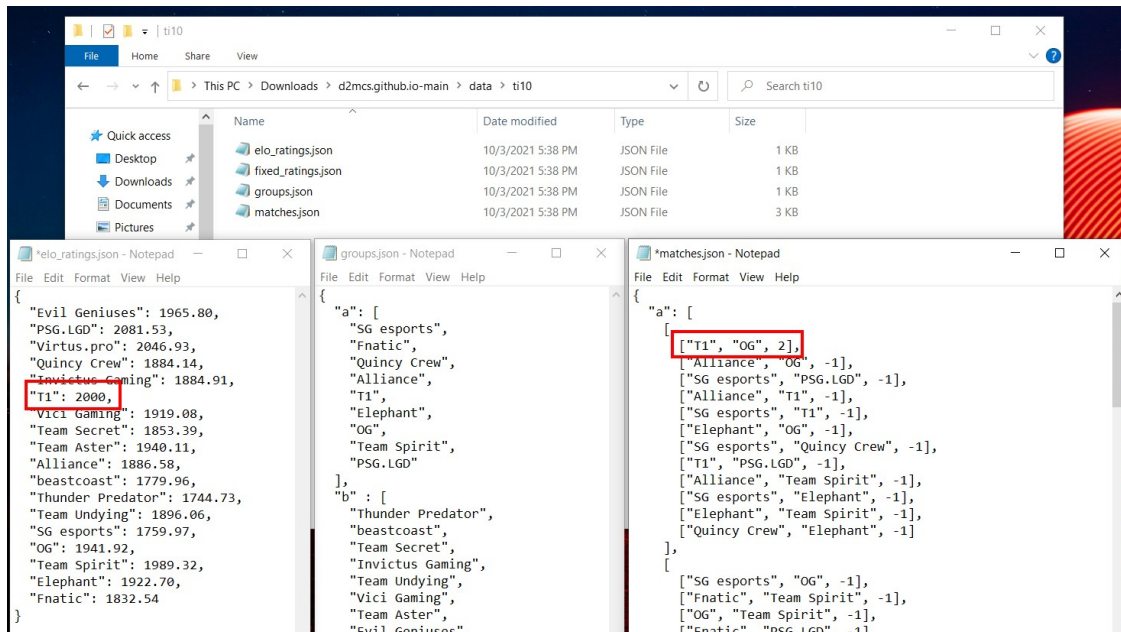 ti10
File Home Share View
This PC > Downloads > d2mcs.github.io-main > data > ti10
Search ti10
Name Date modified Type Size
Quick access
Desktop
Downloads
Documents
Pictures
elo_ratings.json 10/3/2021 5:38 PM JSON File 1 KB
fixed_ratings.json 10/3/2021 5:38 PM JSON File 1 KB
groups.json 10/3/2021 5:38 PM JSON File 1 KB
matches.json 10/3/2021 5:38 PM JSON File 3 KB
*elo_ratings.json - Notepad
File Edit Format View Help
{
"Evil Geniuses": 1965.80,
"PSG.LGD": 2081.53,
"Virtus.pro": 2046.93,
"Quincy Crew": 1884.14,
"Invictus Gaming": 1884.91,
"T1": 2000,
"Vici Gaming": 1919.08,
"Team Secret": 1853.39,
"Team Aster": 1940.11,
"Alliance": 1886.58,
"beastcoast": 1779.96,
"Thunder Predator": 1744.73,
"Team Undying": 1896.06,
"SG esports": 1759.97,
"OG": 1941.92,
"Team Spirit": 1989.32,
"Elephant": 1922.70,
"Fnatic": 1832.54
}
groups.json - Notepad
File Edit Format View Help
{
"a": [
"SG esports",
"Fnatic",
"Quincy Crew",
"Alliance",
"T1",
"Elephant",
"OG",
"Team Spirit",
"PSG.LGD"
],
"b" : [
"Thunder Predator",
"beastcoast",
"Team Secret",
"Invictus Gaming",
"Team Undying",
"Vici Gaming",
"Team Aster",
"Evil Geniuses"
*matches.json - Notepad
File Edit Format View Help
{
"a": [
[
["T1", "OG", 2],
["Alliance", "OG", -1],
["SG esports", "PSG.LGD", -1],
["Alliance", "T1", -1],
["SG esports", "T1", -1],
["Elephant", "OG", -1],
["SG esports", "Quincy Crew", -1],
["T1", "PSG.LGD", -1],
["Alliance", "Team Spirit", -1],
["SG esports", "Elephant", -1],
["Elephant", "Team Spirit", -1],
["Quincy Crew", "Elephant", -1]
],
[
["SG esports", "OG", -1],
["Fnatic", "Team Spirit", -1],
["OG", "Team Spirit", -1],
["Fnatic", "PSG.LGD", -1]